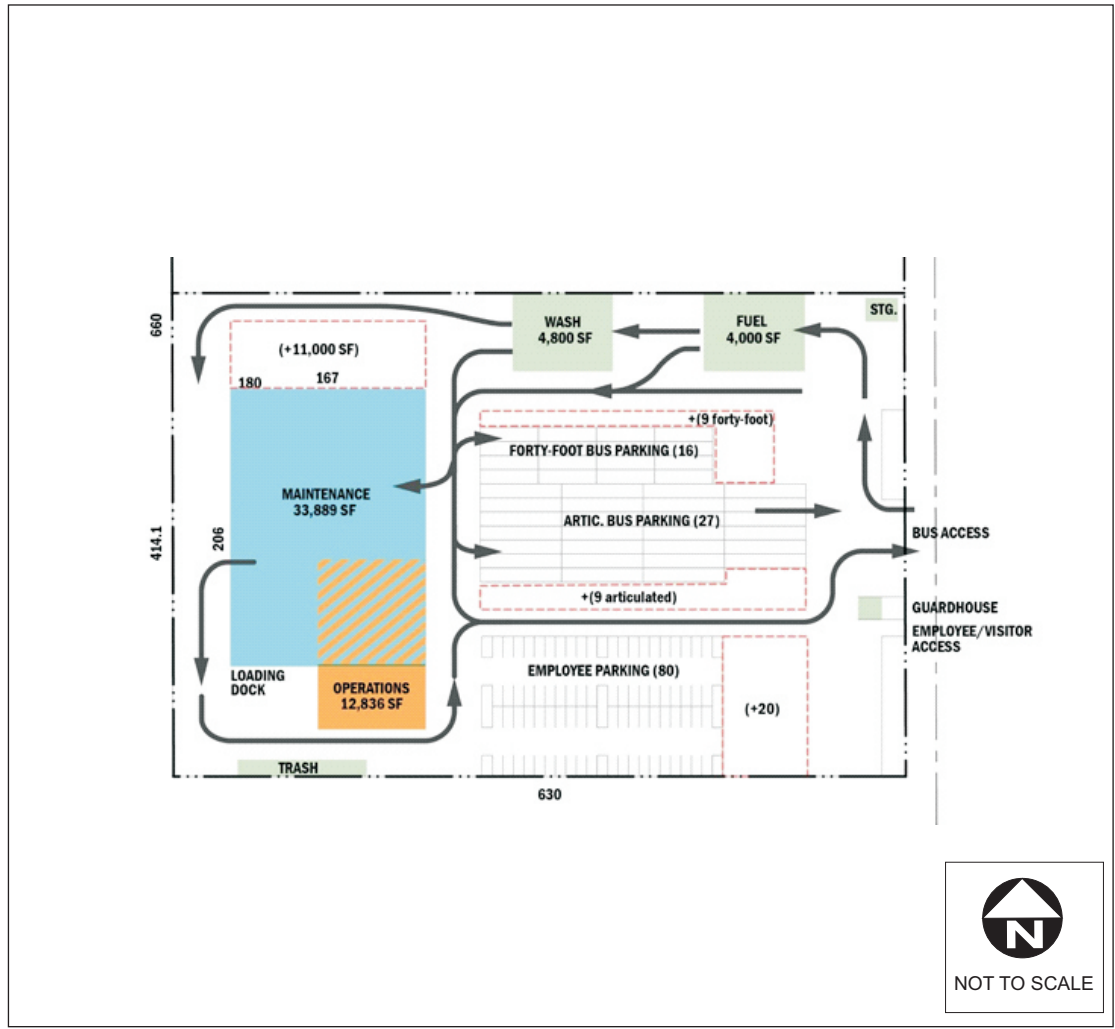 660
WASH
4,800 SF
FUEL
4,000 SF
STG.
(+11,000 SF)
180
167
+(9 forty-foot)
FORTY-FOOT BUS PARKING (16)
MAINTENANCE
33,889 SF
414.1
206
ARTIC. BUS PARKING (27)
BUS ACCESS
+(9 articulated)
GUARDHOUSE
EMPLOYEE/VISITOR
ACCESS
LOADING
DOCK
OPERATIONS
12,836 SF
EMPLOYEE PARKING (80)
(+20)
TRASH
630
N
NOT TO SCALE